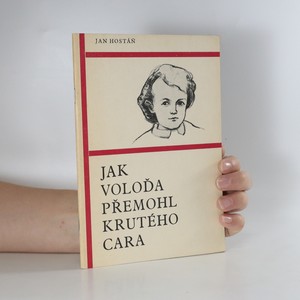 JAN HOSTÁŇ
JAK
VOLOĎA
PŘEMOHL
KRUTÉHO
CARA